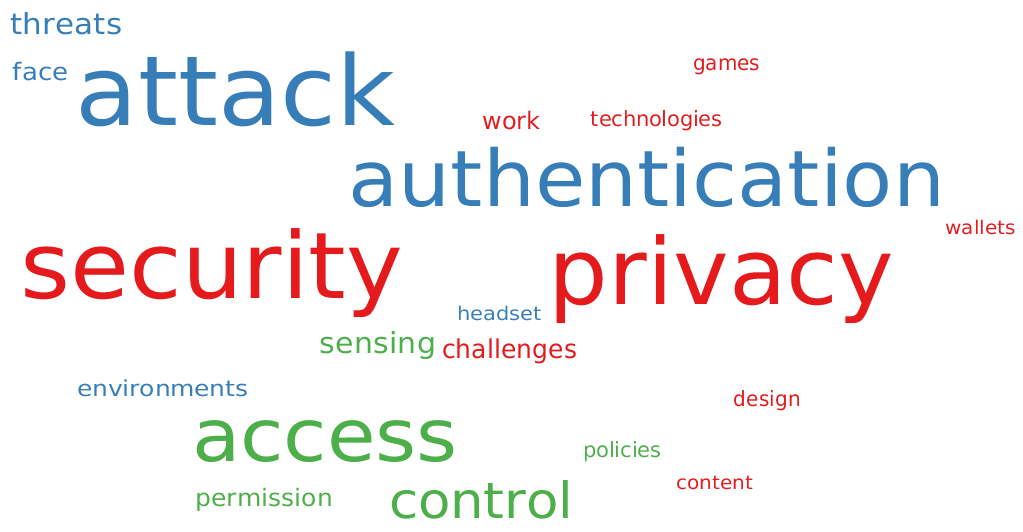 threats
face
attack
games
work
technologies
authentication
security
privacy
wallets
headset
sensing
challenges
environments
design
access
policies
permission
control
content